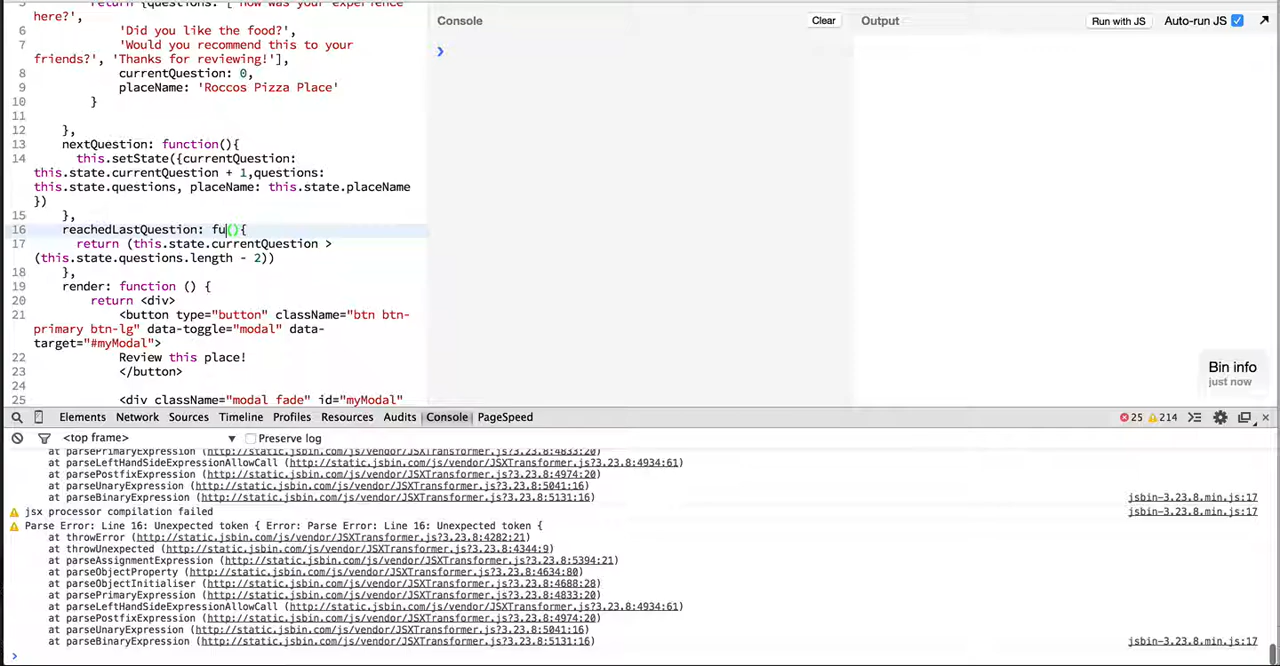 5 return {questions: ['How was your experience
here?',
6 'Did you like the food?',
7 'Would you recommend this to your
friends?', 'Thanks for reviewing!'],
8 currentQuestion: 0,
9 placeName: 'Roccos Pizza Place'
10 }
11
12 },
13 nextQuestion: function(){
14 this.setState({currentQuestion:
this.state.currentQuestion + 1,questions:
this.state.questions, placeName: this.state.placeName
})
15 },
16 reachedLastQuestion: fu(){
17 return (this.state.currentQuestion >
(this.state.questions.length - 2))
18 },
19 render: function () {
20 return <div>
21 <button type="button" className="btn btn-
primary btn-lg" data-toggle="modal" data-
target="#myModal">
22 Review this place!
23 </button>
24
25 <div className="modal fade" id="myModal"
Console Clear
Output Run with JS Auto-run JS
Bin info
just now
Elements Network Sources Timeline Profiles Resources Audits Console PageSpeed 25 214
<top frame> Preserve log
at parsePrimaryExpression (http://static.jsbin.com/js/vendor/JSXTransformer.js?3.23.8:4833:20)
at parseLeftHandSideExpressionAllowCall (http://static.jsbin.com/js/vendor/JSXTransformer.js?3.23.8:4934:61)
at parsePostfixExpression (http://static.jsbin.com/js/vendor/JSXTransformer.js?3.23.8:4974:20)
at parseUnaryExpression (http://static.jsbin.com/js/vendor/JSXTransformer.js?3.23.8:5041:16)
at parseBinaryExpression (http://static.jsbin.com/js/vendor/JSXTransformer.js?3.23.8:5131:16) jsbin-3.23.8.min.js:17
jsx processor compilation failed jsbin-3.23.8.min.js:17
Parse Error: Line 16: Unexpected token { Error: Parse Error: Line 16: Unexpected token {
at throwError (http://static.jsbin.com/js/vendor/JSXTransformer.js?3.23.8:4282:21)
at throwUnexpected (http://static.jsbin.com/js/vendor/JSXTransformer.js?3.23.8:4344:9)
at parseAssignmentExpression (http://static.jsbin.com/js/vendor/JSXTransformer.js?3.23.8:5394:21)
at parseObjectProperty (http://static.jsbin.com/js/vendor/JSXTransformer.js?3.23.8:4634:80)
at parseObjectInitialiser (http://static.jsbin.com/js/vendor/JSXTransformer.js?3.23.8:4688:28)
at parsePrimaryExpression (http://static.jsbin.com/js/vendor/JSXTransformer.js?3.23.8:4833:20)
at parseLeftHandSideExpressionAllowCall (http://static.jsbin.com/js/vendor/JSXTransformer.js?3.23.8:4934:61)
at parsePostfixExpression (http://static.jsbin.com/js/vendor/JSXTransformer.js?3.23.8:4974:20)
at parseUnaryExpression (http://static.jsbin.com/js/vendor/JSXTransformer.js?3.23.8:5041:16)
at parseBinaryExpression (http://static.jsbin.com/js/vendor/JSXTransformer.js?3.23.8:5131:16) jsbin-3.23.8.min.js:17